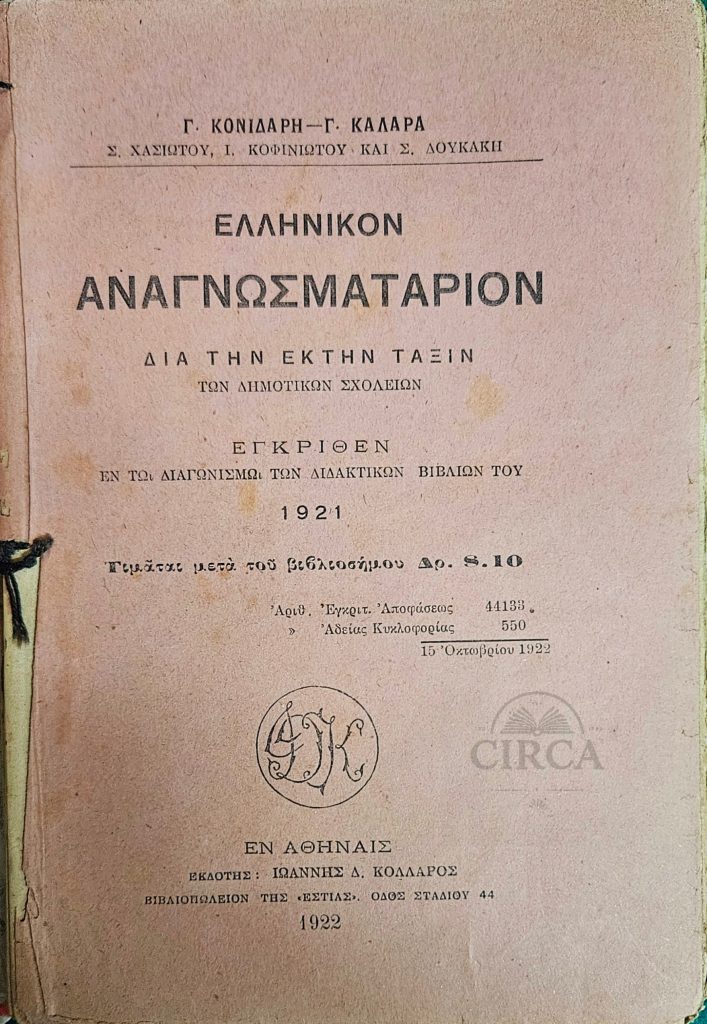 Γ. ΚΟΝΙΔΑΡΗ—Γ. ΚΑΛΑΡΑ
Σ. ΧΑΣΙΩΤΟΥ, Ι. ΚΟΦΙΝΙΩΤΟΥ ΚΑΙ Σ. ΔΟΥΚΑΚΗ
ΕΛΛΗΝΙΚΟΝ
ΑΝΑΓΝΩΣΜΑΤΑΡΙΟΝ
ΔΙΑ ΤΗΝ ΕΚΤΗΝ ΤΑΞΙΝ
ΤΩΝ ΔΗΜΟΤΙΚΩΝ ΣΧΟΛΕΙΩΝ
ΕΓΚΡΙΘΕΝ
ΕΝ ΤΩι ΔΙΑΓΩΝΙΣΜΩι ΤΩΝ ΔΙΔΑΚΤΙΚΩΝ ΒΙΒΛΙΩΝ ΤΟΥ
1921
Τιμᾶται μετὰ τοῦ βιβλιοσήμου Δρ. 8.10
Ἀριθ. Ἐγκριτ. Ἀποφάσεως 44133
» Ἀδείας Κυκλοφορίας 550
15 Ὀκτωβρίου 1922
ΙΔΚ
CIRCA
ΕΝ ΑΘΗΝΑΙΣ
ΕΚΔΟΤΗΣ: ΙΩΑΝΝΗΣ Δ. ΚΟΛΛΑΡΟΣ
ΒΙΒΛΙΟΠΩΛΕΙΟΝ ΤΗΣ «ΕΣΤΙΑΣ». ΟΔΟΣ ΣΤΑΔΙΟΥ 44
1922